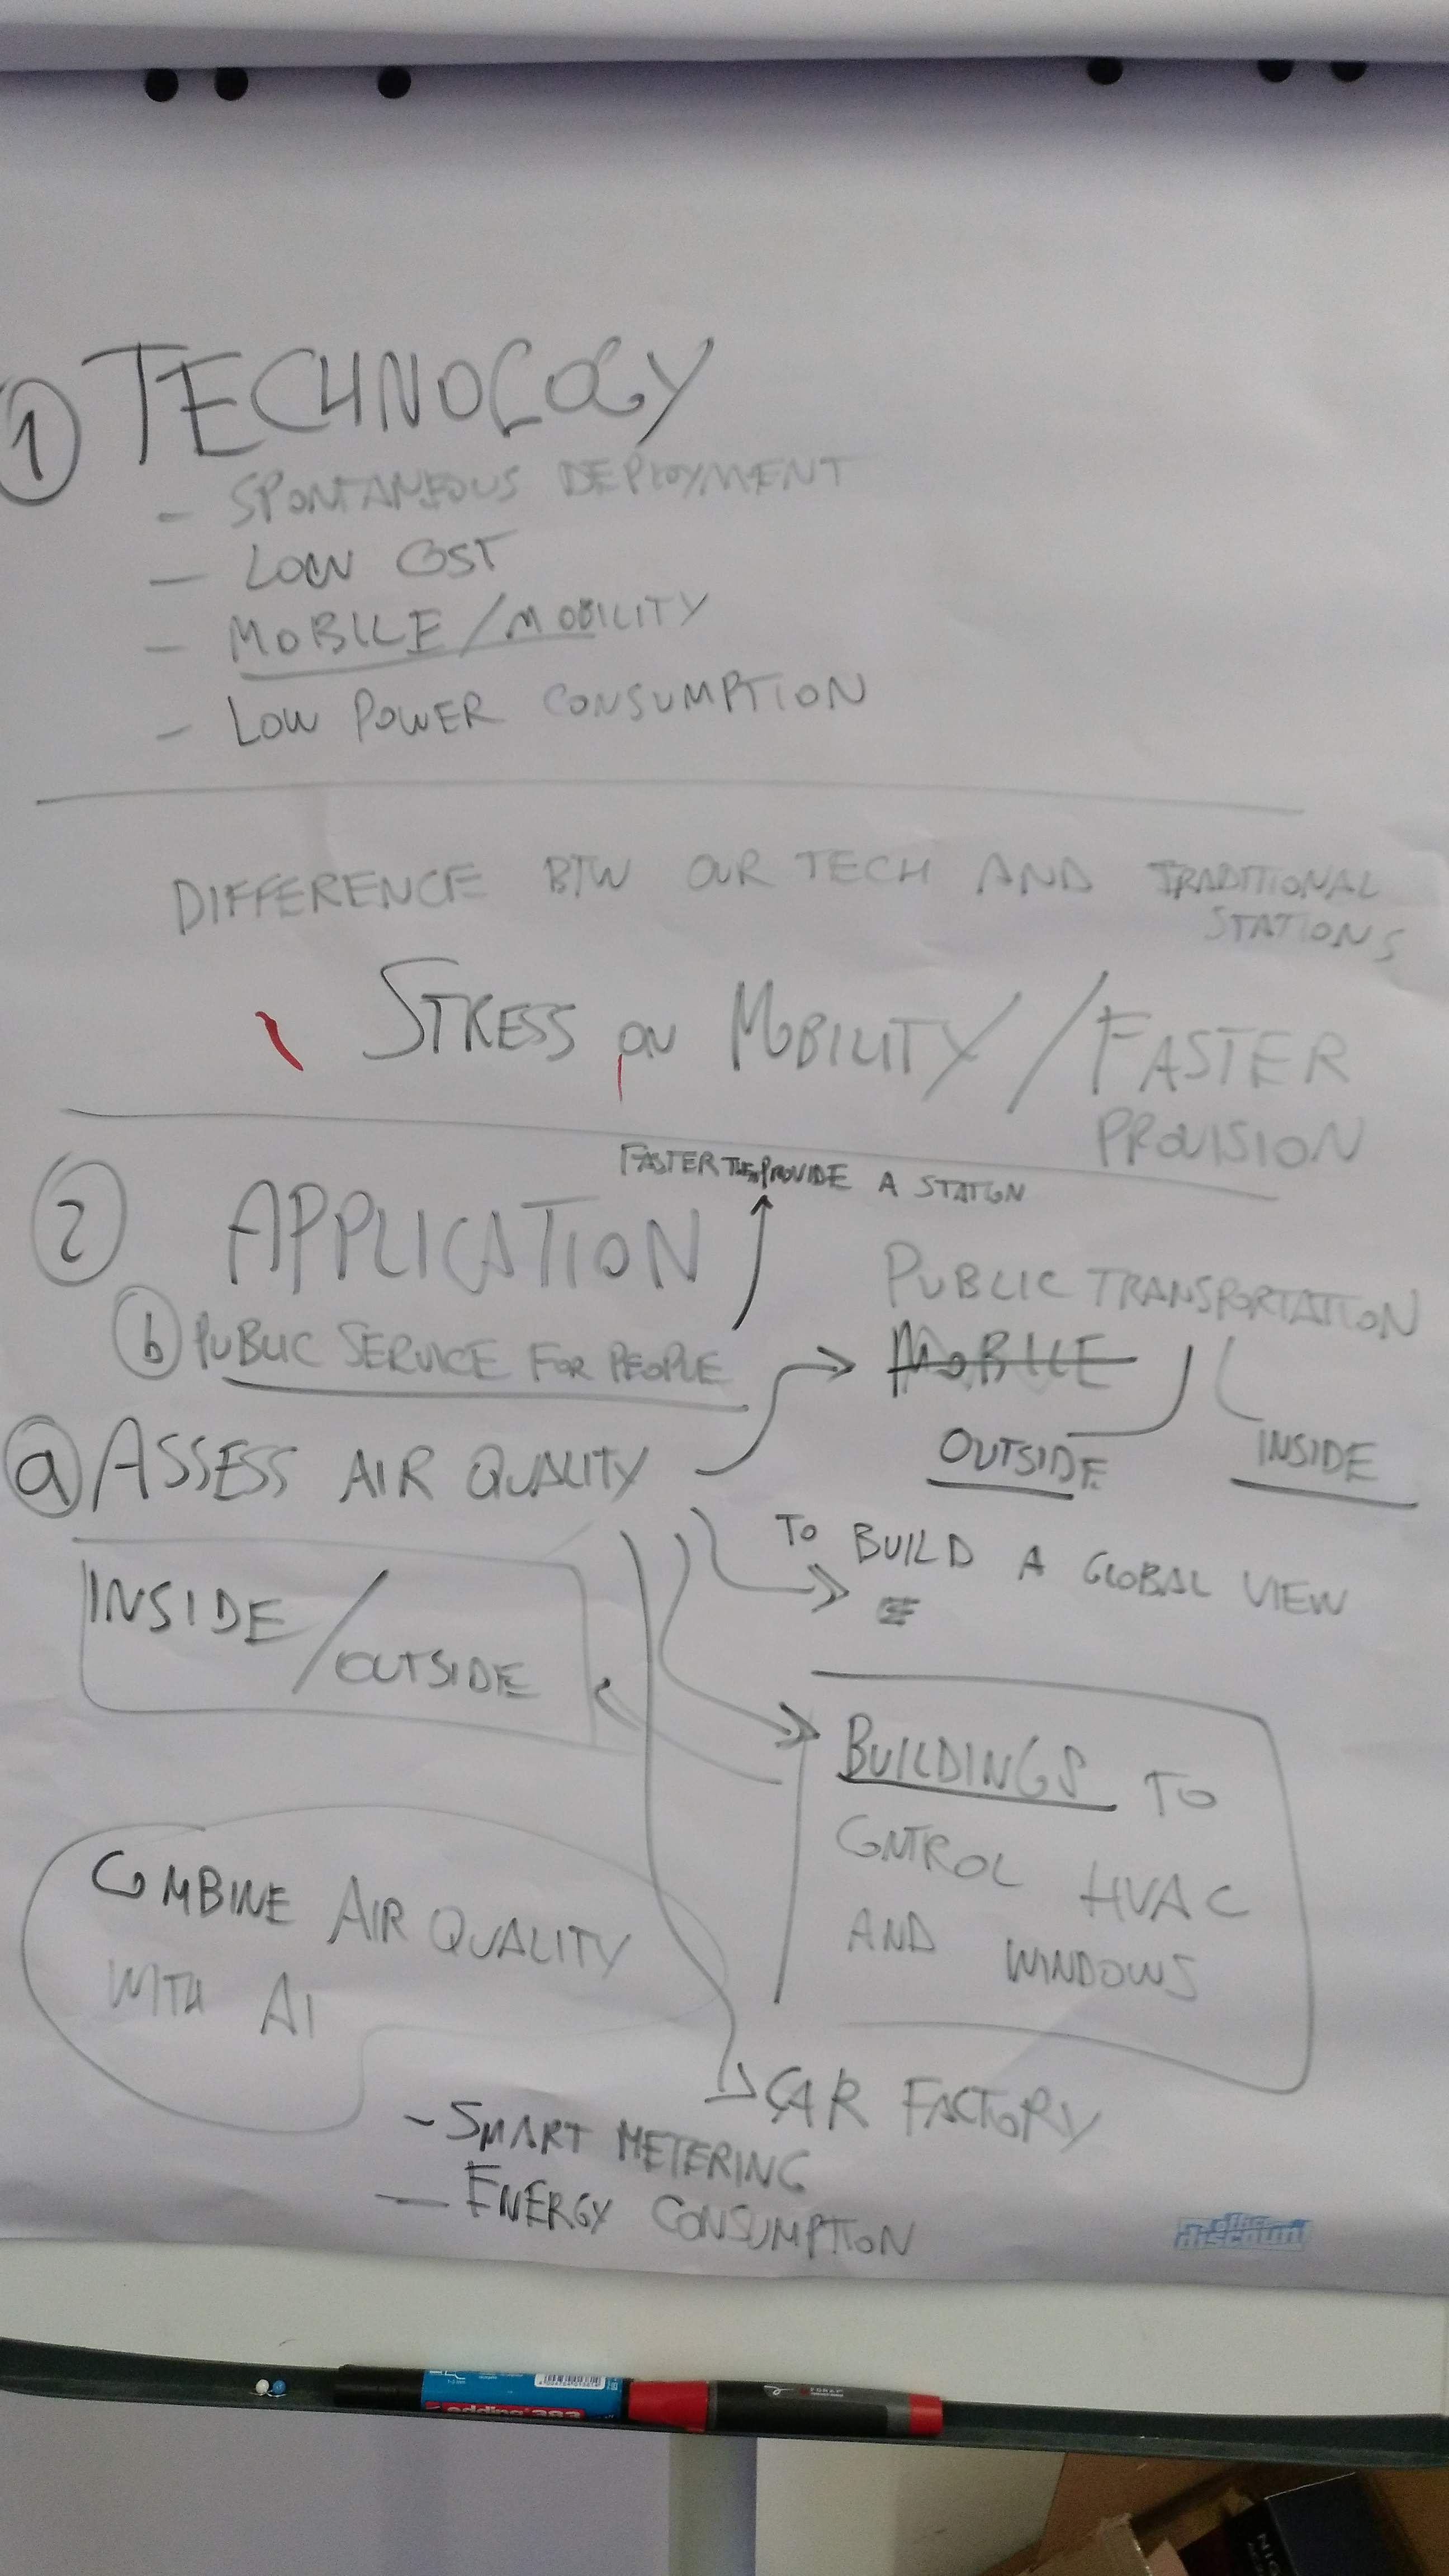 1 TECHNOLOGY
- SPONTANEOUS DEPLOYMENT
- LOW COST
- MOBILE / MOBILITY
- LOW POWER CONSUMPTION
DIFFERENCE BTW OUR TECH AND TRADITIONAL
STATIONS
STRESS ON MOBILITY / FASTER
PROVISION
FASTER THEN PROVIDE A STATION
2 APPLICATION
b PUBLIC SERVICE FOR PEOPLE
PUBLIC TRANSPORTATION
MOBILE
a ASSESS AIR QUALITY
OUTSIDE
INSIDE
TO BUILD A GLOBAL VIEW
INSIDE / OUTSIDE
BUILDINGS TO
CONTROL HVAC
AND WINDOWS
COMBINE AIR QUALITY
WITH AI
CAR FACTORY
- SMART METERING
- ENERGY CONSUMPTION
discount
edding 383